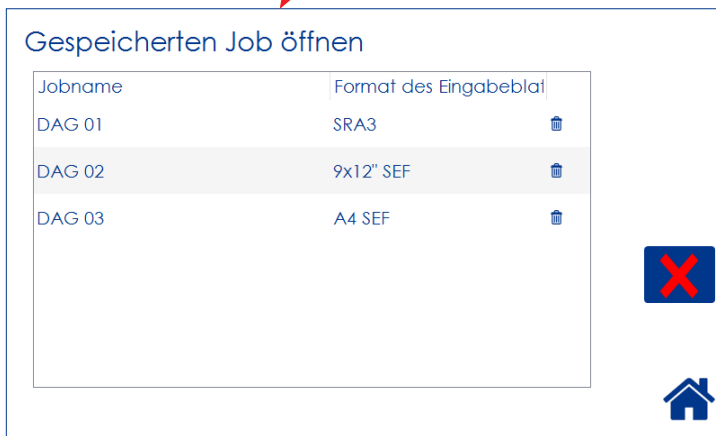 Gespeicherten Job öffnen
Jobname Format des Eingabeblat
DAG 01 SRA3
DAG 02 9x12" SEF
DAG 03 A4 SEF